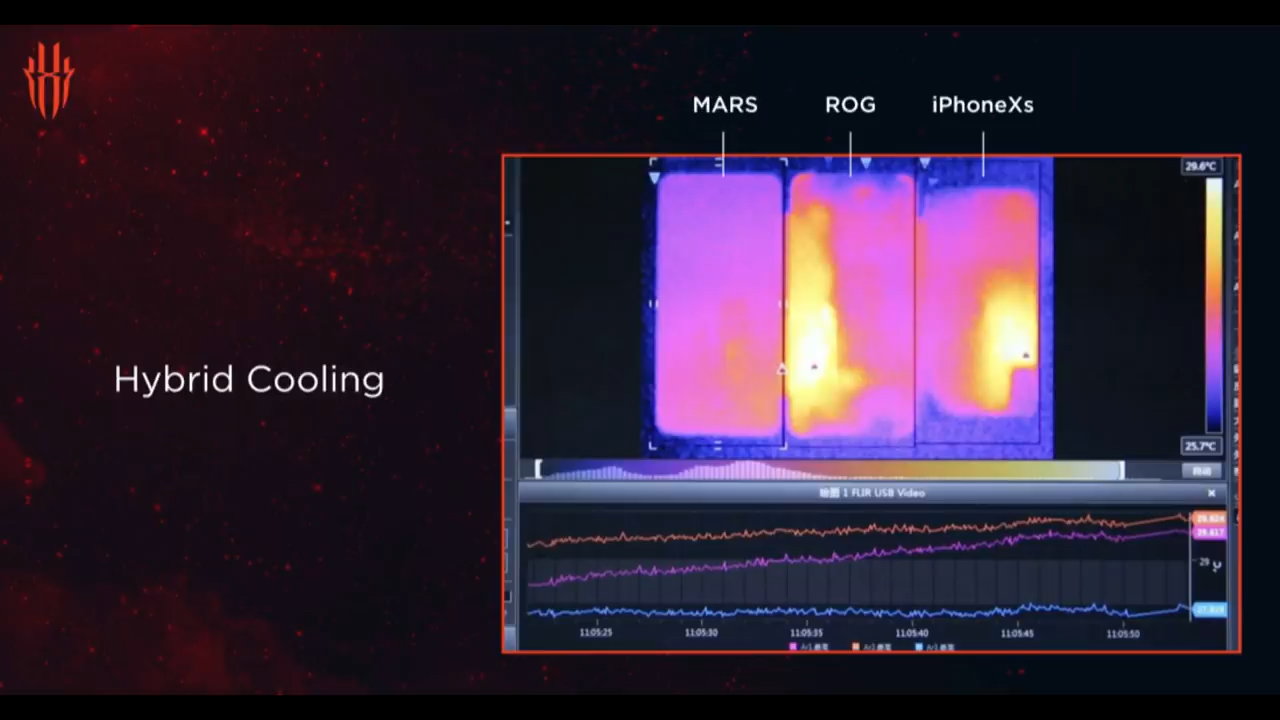 MARS ROG iPhoneXs
29.6°C
Hybrid Cooling
25.7°C
1 FLIR USB Video
29
11:05:25 11:05:30 11:05:35 11:05:40 11:05:45 11:05:50